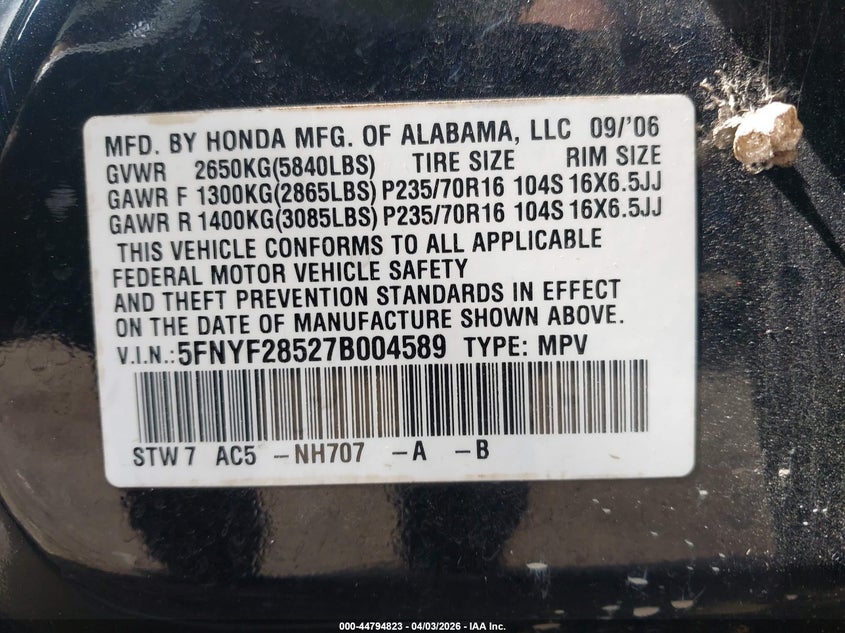 MFD. BY HONDA MFG. OF ALABAMA, LLC 09/'06
GVWR 2650KG(5840LBS) TIRE SIZE RIM SIZE
GAWR F 1300KG(2865LBS) P235/70R16 104S 16X6.5JJ
GAWR R 1400KG(3085LBS) P235/70R16 104S 16X6.5JJ
THIS VEHICLE CONFORMS TO ALL APPLICABLE
FEDERAL MOTOR VEHICLE SAFETY
AND THEFT PREVENTION STANDARDS IN EFFECT
ON THE DATE OF MANUFACTURE SHOWN ABOVE.
V.I.N.: 5FNYF28527B004589 TYPE: MPV
STW7 AC5 -NH707 -A -B
000-44794823 | 04/03/2026 - IAA Inc.